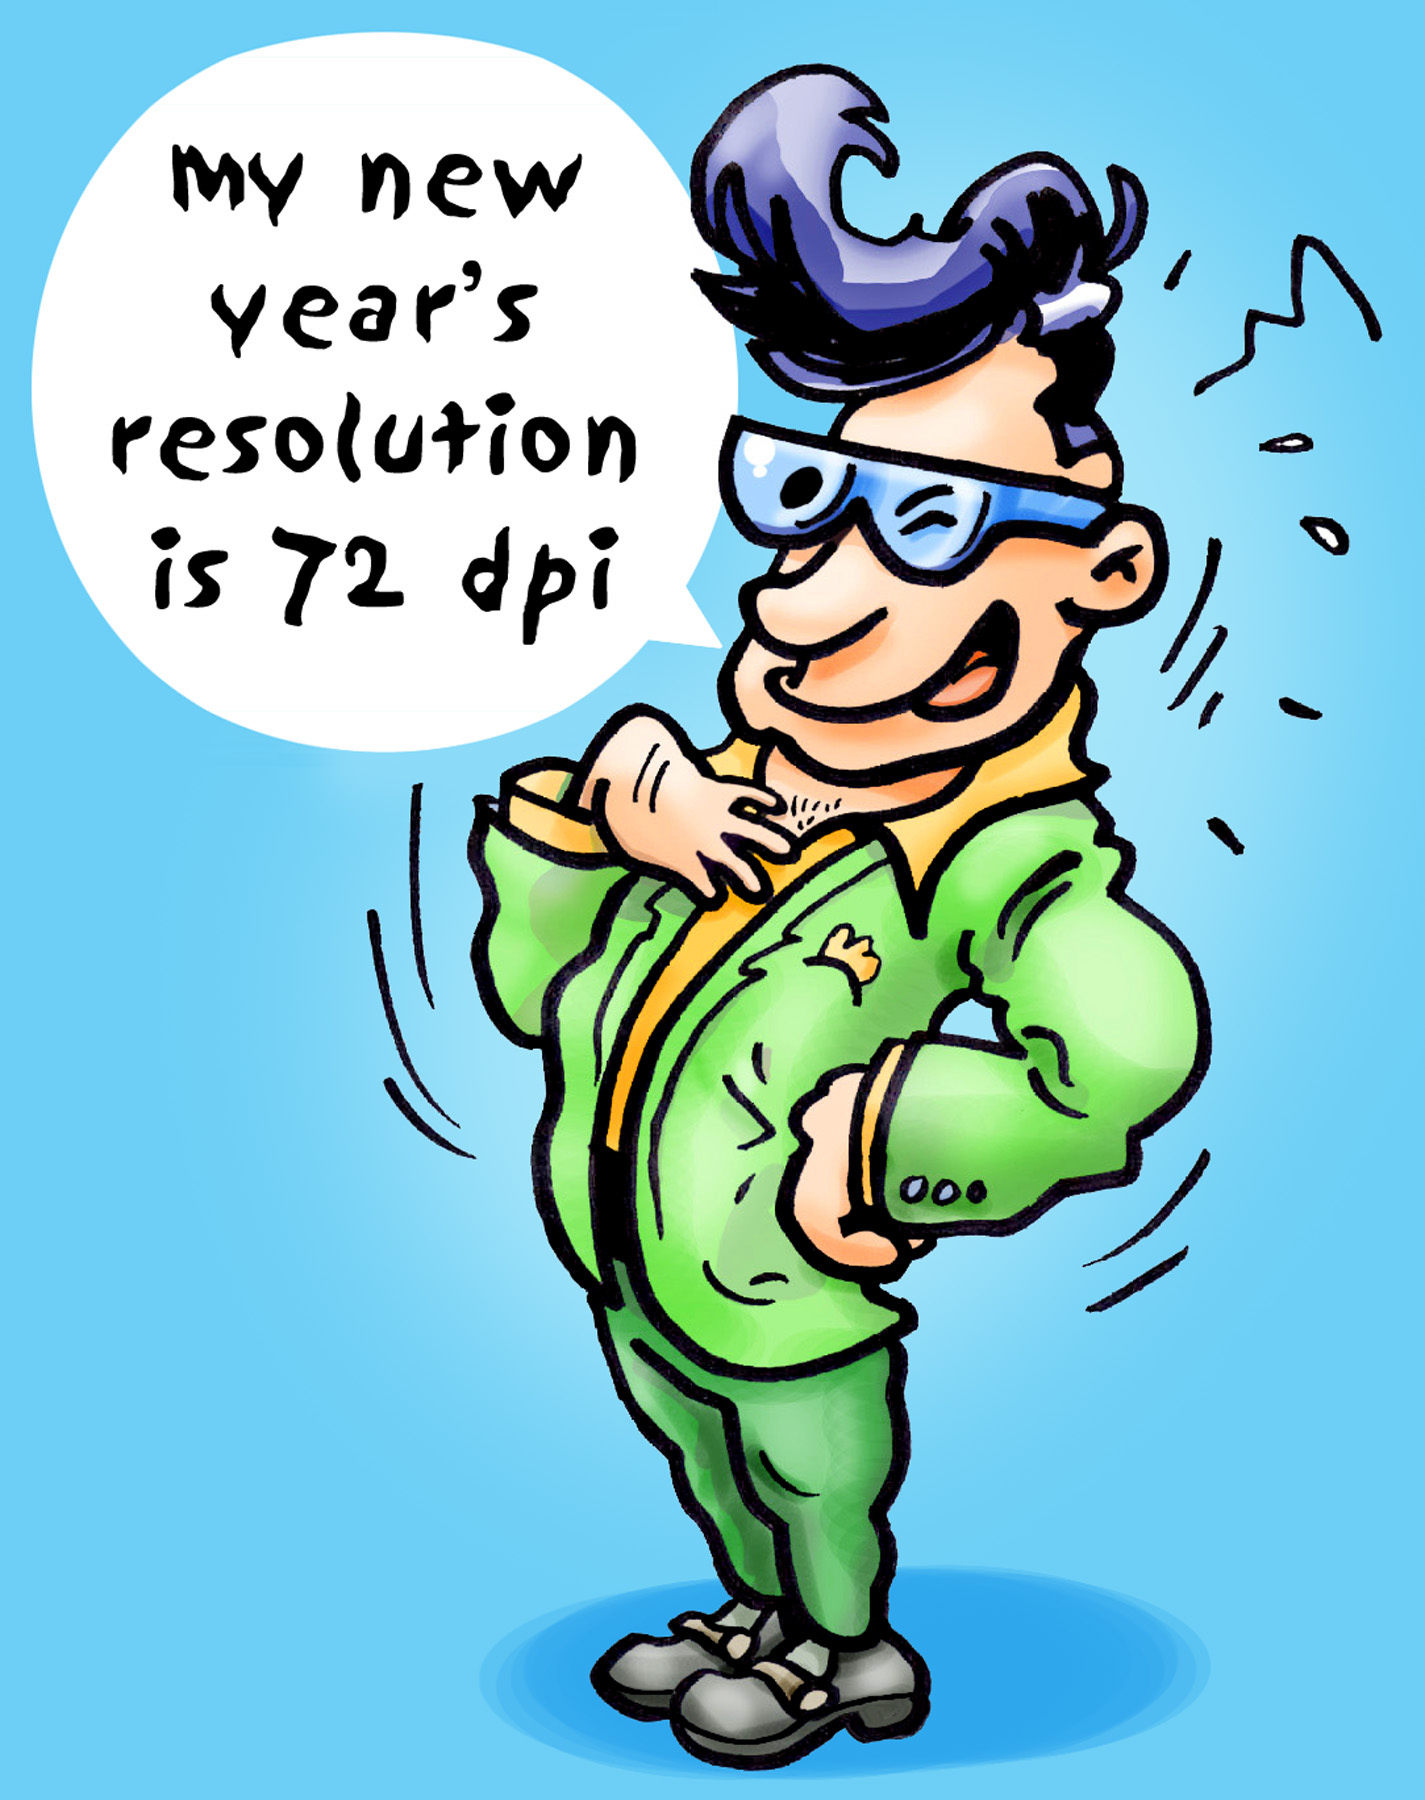 my new
year's
resolution
is 72 dpi